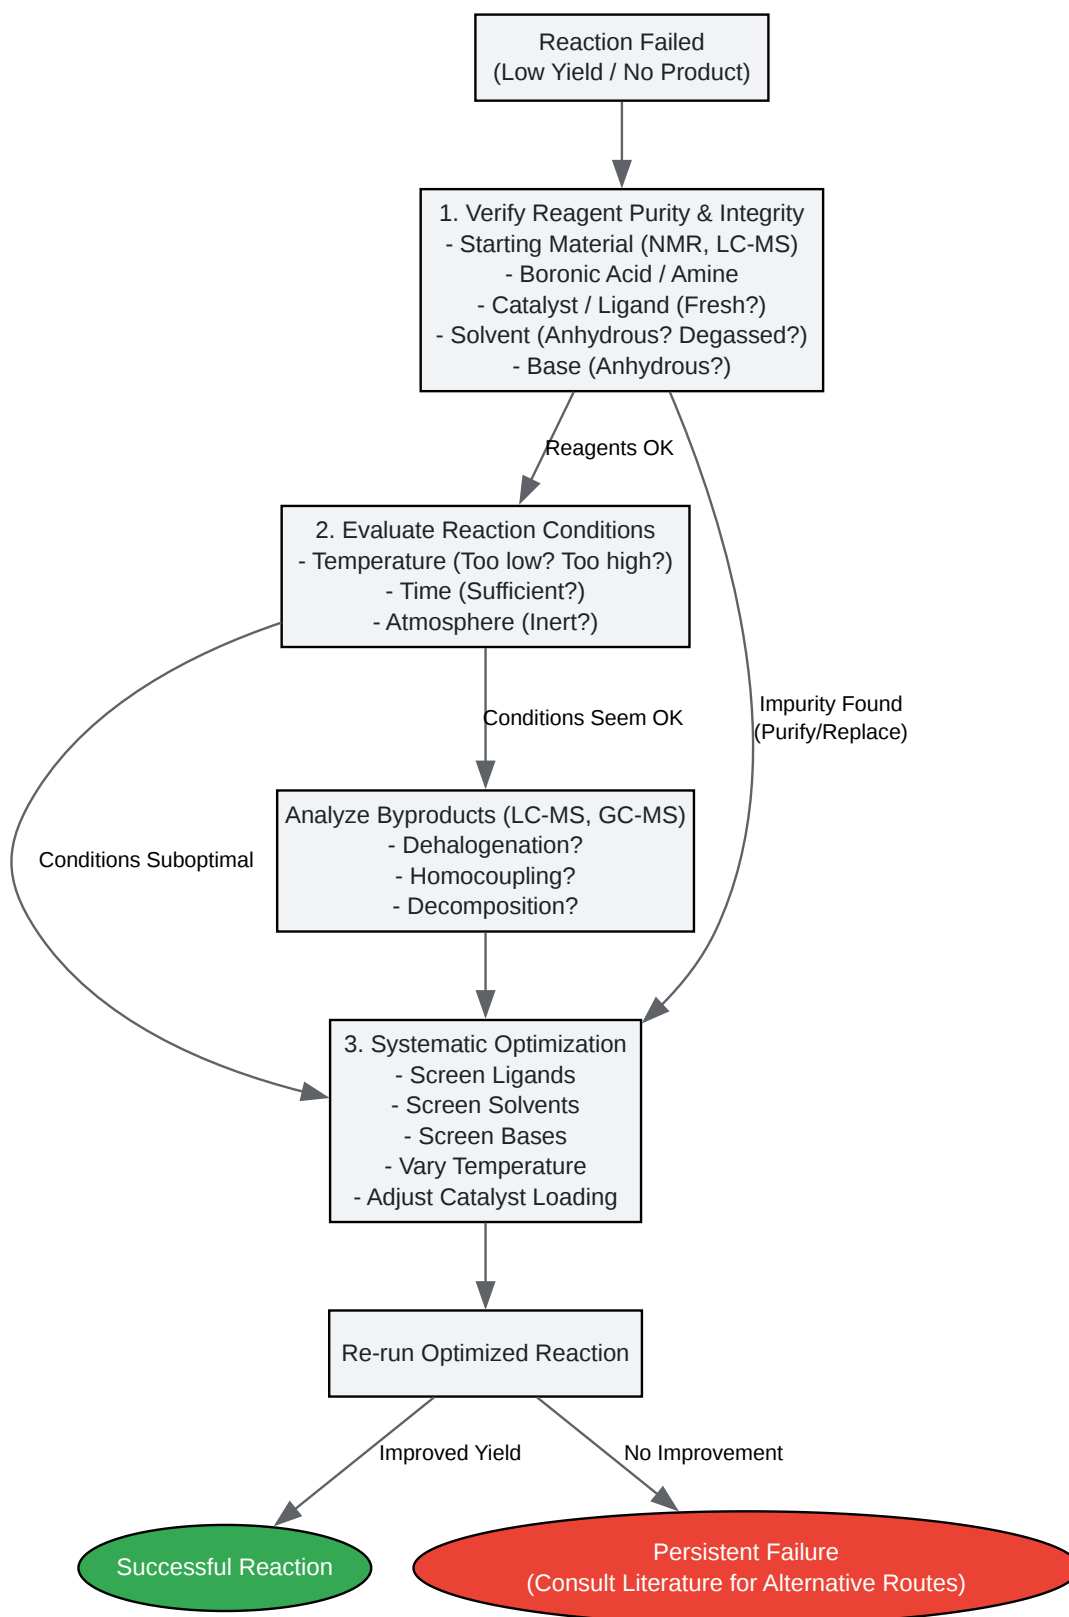 Reaction Failed
(Low Yield / No Product)
1. Verify Reagent Purity & Integrity
- Starting Material (NMR, LC-MS)
- Boronic Acid / Amine
- Catalyst / Ligand (Fresh?)
- Solvent (Anhydrous? Degassed?)
- Base (Anhydrous?)
Reagents OK
2. Evaluate Reaction Conditions
- Temperature (Too low? Too high?)
- Time (Sufficient?)
- Atmosphere (Inert?)
Impurity Found
(Purify/Replace)
Conditions Seem OK
Analyze Byproducts (LC-MS, GC-MS)
- Dehalogenation?
- Homocoupling?
- Decomposition?
Conditions Suboptimal
3. Systematic Optimization
- Screen Ligands
- Screen Solvents
- Screen Bases
- Vary Temperature
- Adjust Catalyst Loading
Re-run Optimized Reaction
Improved Yield
No Improvement
Successful Reaction
Persistent Failure
(Consult Literature for Alternative Routes)